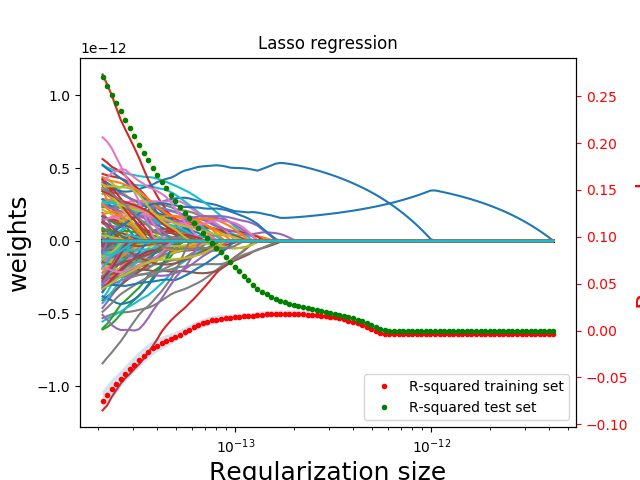 Lasso regression
1e−12
1.0
0.5
0.0
−0.5
−1.0
weights
0.25
0.20
0.15
0.10
0.05
0.00
−0.05
−0.10
R-squared training set
R-squared test set
10⁻¹³
10⁻¹²
Regularization size